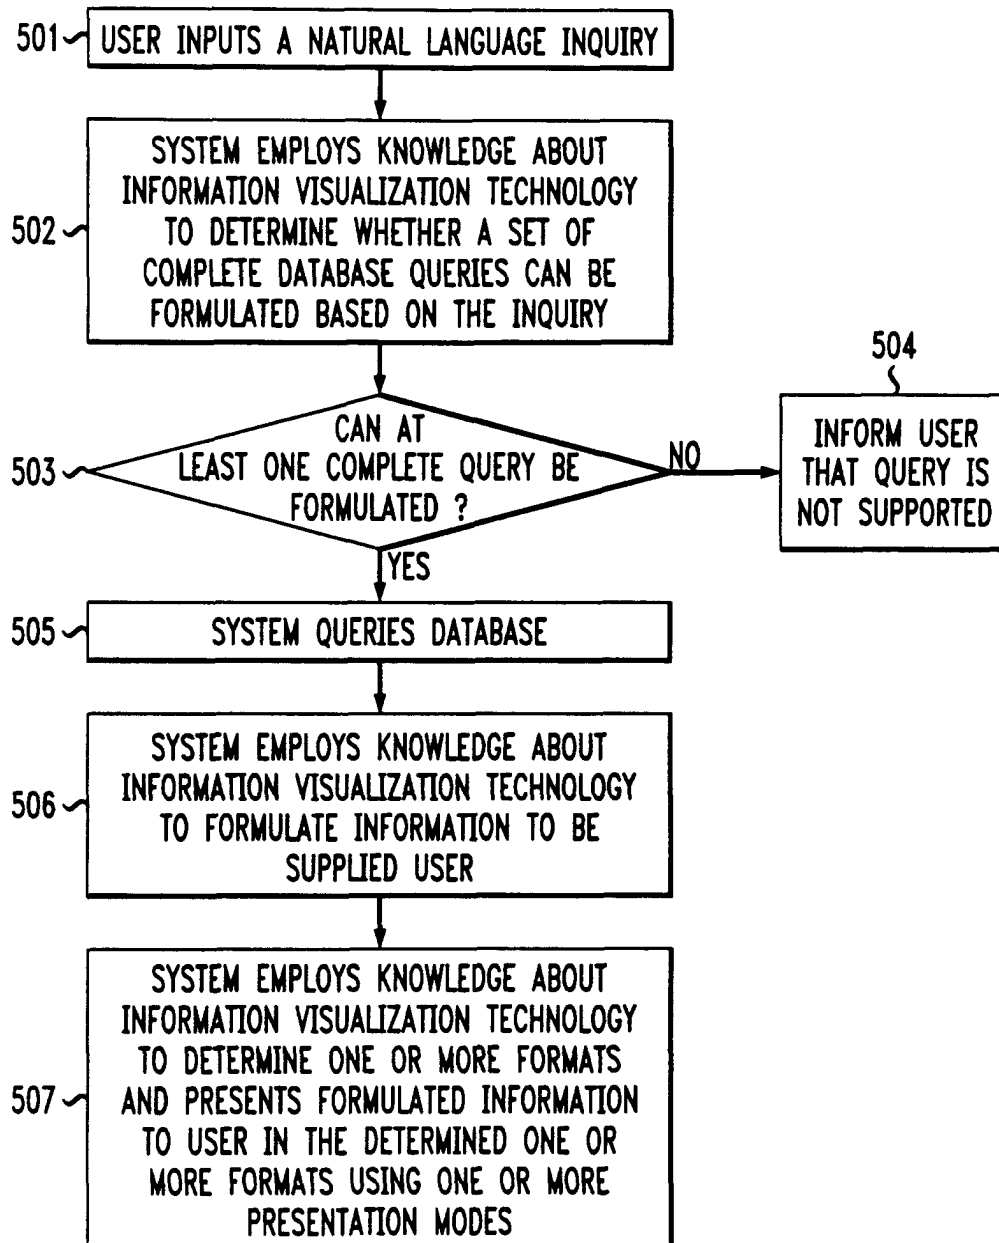 501
USER INPUTS A NATURAL LANGUAGE INQUIRY
502
SYSTEM EMPLOYS KNOWLEDGE ABOUT
INFORMATION VISUALIZATION TECHNOLOGY
TO DETERMINE WHETHER A SET OF
COMPLETE DATABASE QUERIES CAN BE
FORMULATED BASED ON THE INQUIRY
503
CAN AT
LEAST ONE COMPLETE QUERY BE
FORMULATED ?
NO
504
INFORM USER
THAT QUERY IS
NOT SUPPORTED
YES
505
SYSTEM QUERIES DATABASE
506
SYSTEM EMPLOYS KNOWLEDGE ABOUT
INFORMATION VISUALIZATION TECHNOLOGY
TO FORMULATE INFORMATION TO BE
SUPPLIED USER
507
SYSTEM EMPLOYS KNOWLEDGE ABOUT
INFORMATION VISUALIZATION TECHNOLOGY
TO DETERMINE ONE OR MORE FORMATS
AND PRESENTS FORMULATED INFORMATION
TO USER IN THE DETERMINED ONE OR
MORE FORMATS USING ONE OR MORE
PRESENTATION MODES